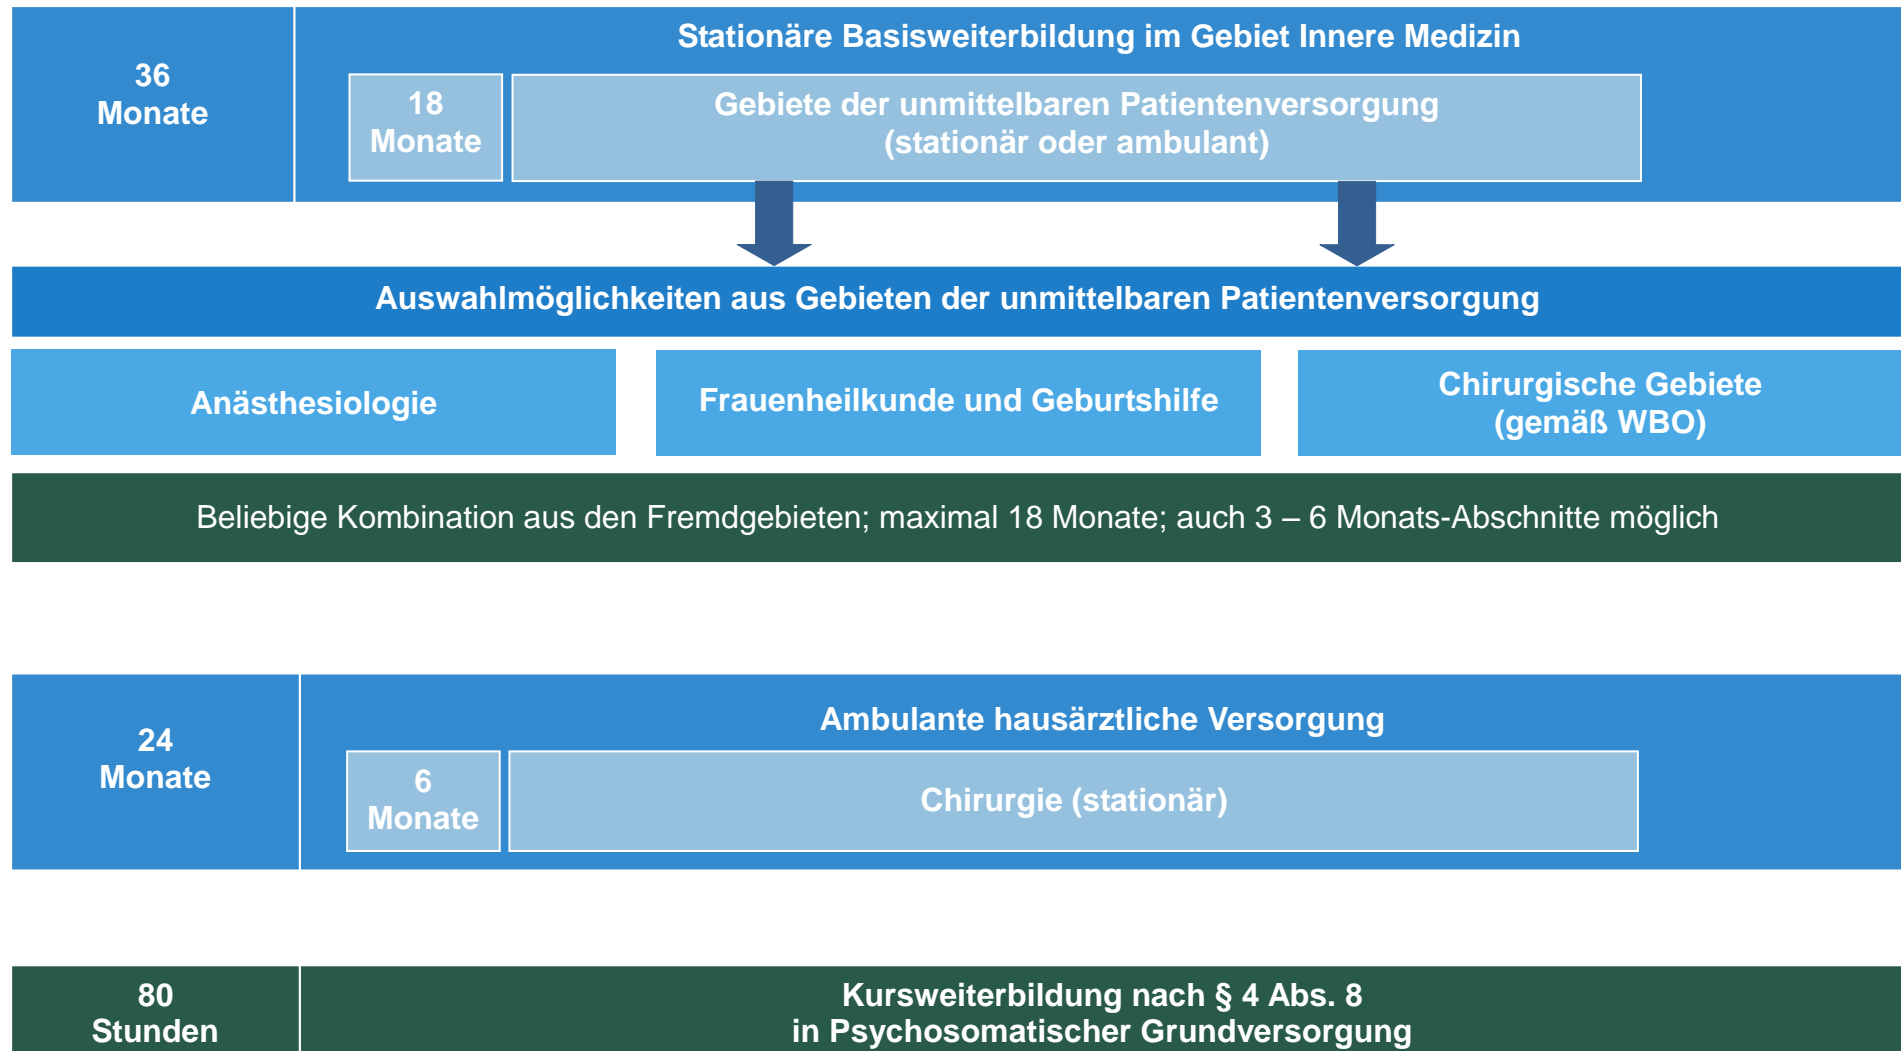 36
Monate
Stationäre Basisweiterbildung im Gebiet Innere Medizin
18
Monate
Gebiete der unmittelbaren Patientenversorgung
(stationär oder ambulant)
Auswahlmöglichkeiten aus Gebieten der unmittelbaren Patientenversorgung
Anästhesiologie
Frauenheilkunde und Geburtshilfe
Chirurgische Gebiete
(gemäß WBO)
Beliebige Kombination aus den Fremdgebieten; maximal 18 Monate; auch 3 – 6 Monats-Abschnitte möglich
24
Monate
Ambulante hausärztliche Versorgung
6
Monate
Chirurgie (stationär)
80
Stunden
Kursweiterbildung nach § 4 Abs. 8
in Psychosomatischer Grundversorgung